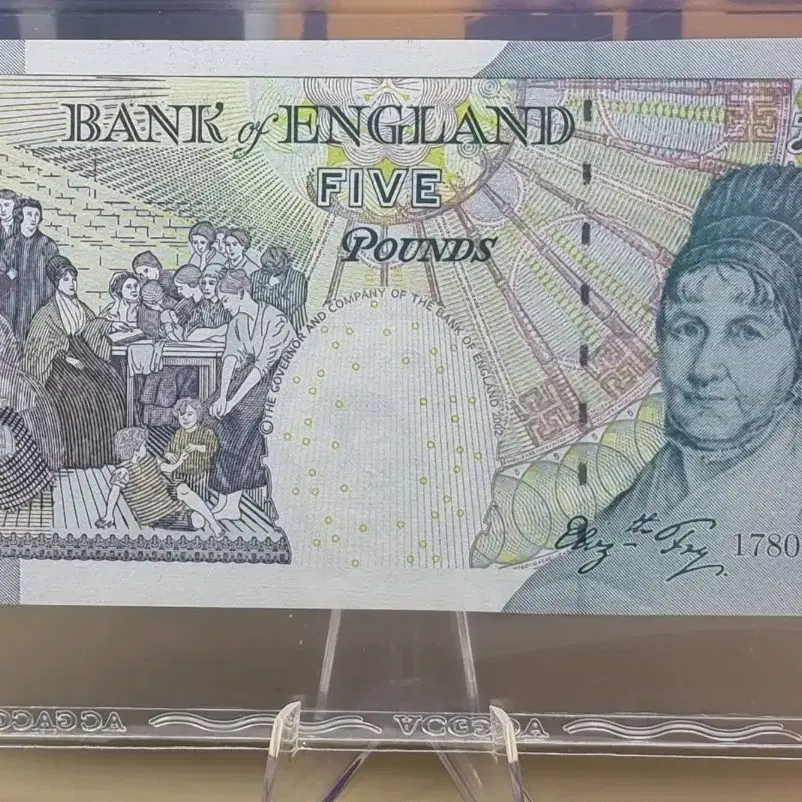 BANK of ENGLAND
FIVE
POUNDS
© THE GOVERNOR AND COMPANY OF THE BANK OF ENGLAND 2002
Eliz.th Fry
1780